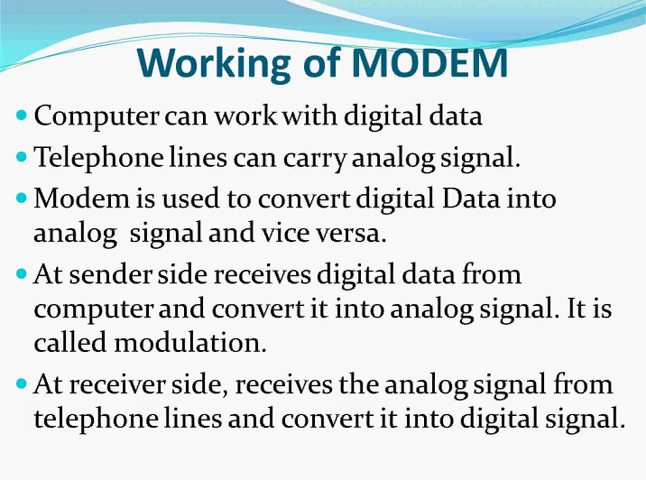 Working of MODEM
• Computer can work with digital data
• Telephone lines can carry analog signal.
• Modem is used to convert digital Data into
analog signal and vice versa.
• At sender side receives digital data from
computer and convert it into analog signal. It is
called modulation.
• At receiver side, receives the analog signal from
telephone lines and convert it into digital signal.